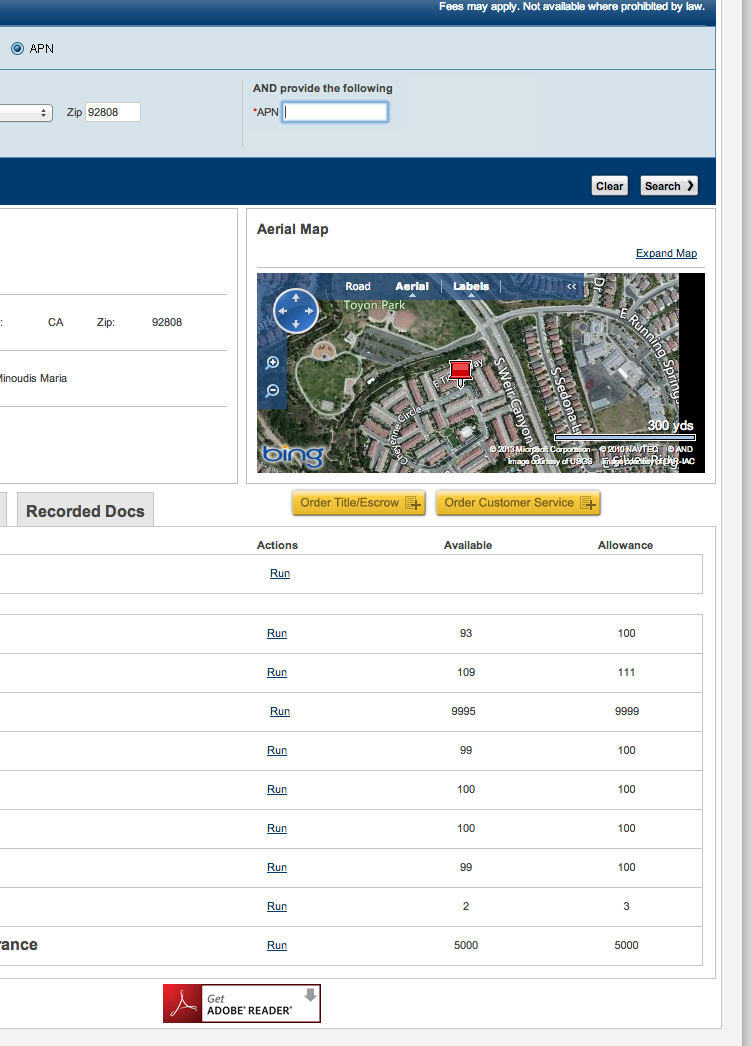 Fees may apply. Not available where prohibited by law.
APN
AND provide the following
Zip 92808
*APN
Clear
Search ❯
Aerial Map
Expand Map
: CA Zip: 92808
Minoudis Maria
Road Aerial Labels <<
Toyon Park
E Running Springs
S Weir Canyon
S Sedona L
Dr
300 yds
bing
© 2013 Microsoft Corporation © 2010 NAVTEQ © AND
Image courtesy of USGS
Recorded Docs
Order Title/Escrow
Order Customer Service
Actions Available Allowance
Run
Run 93 100
Run 109 111
Run 9995 9999
Run 99 100
Run 100 100
Run 100 100
Run 99 100
Run 2 3
rance Run 5000 5000
Get
ADOBE® READER®